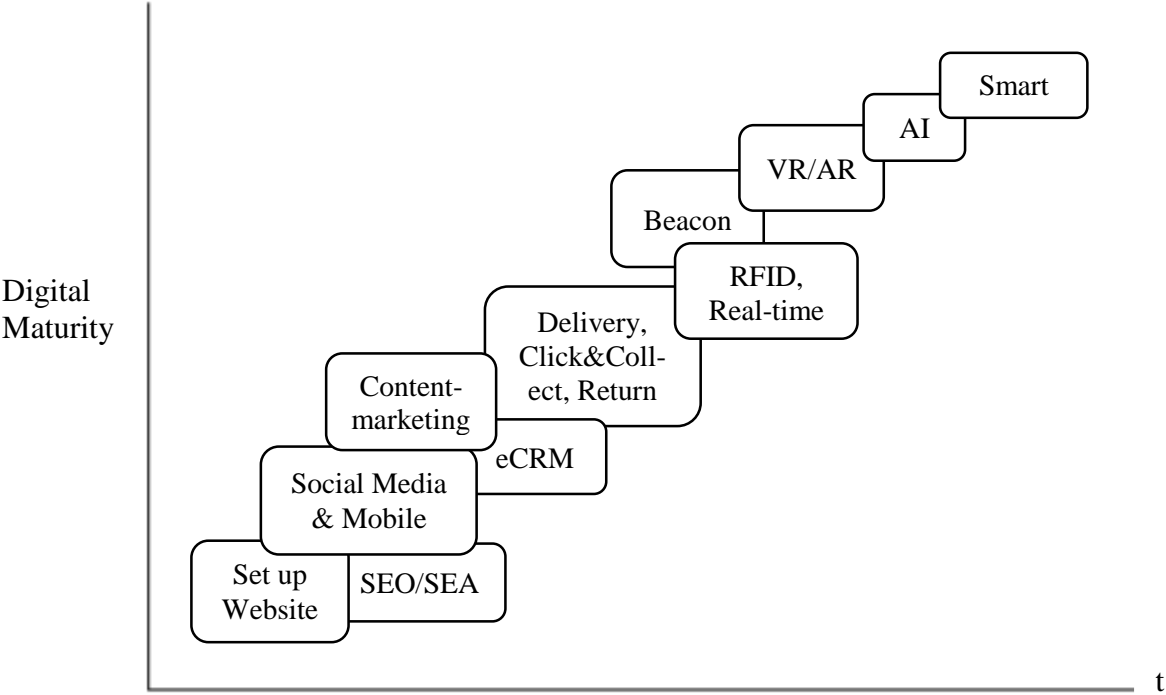 Smart
AI
VR/AR
Beacon
RFID,
Real-time
Digital
Maturity
Delivery,
Click&Coll-
ect, Return
Content-
marketing
eCRM
Social Media
& Mobile
Set up
Website
SEO/SEA
t